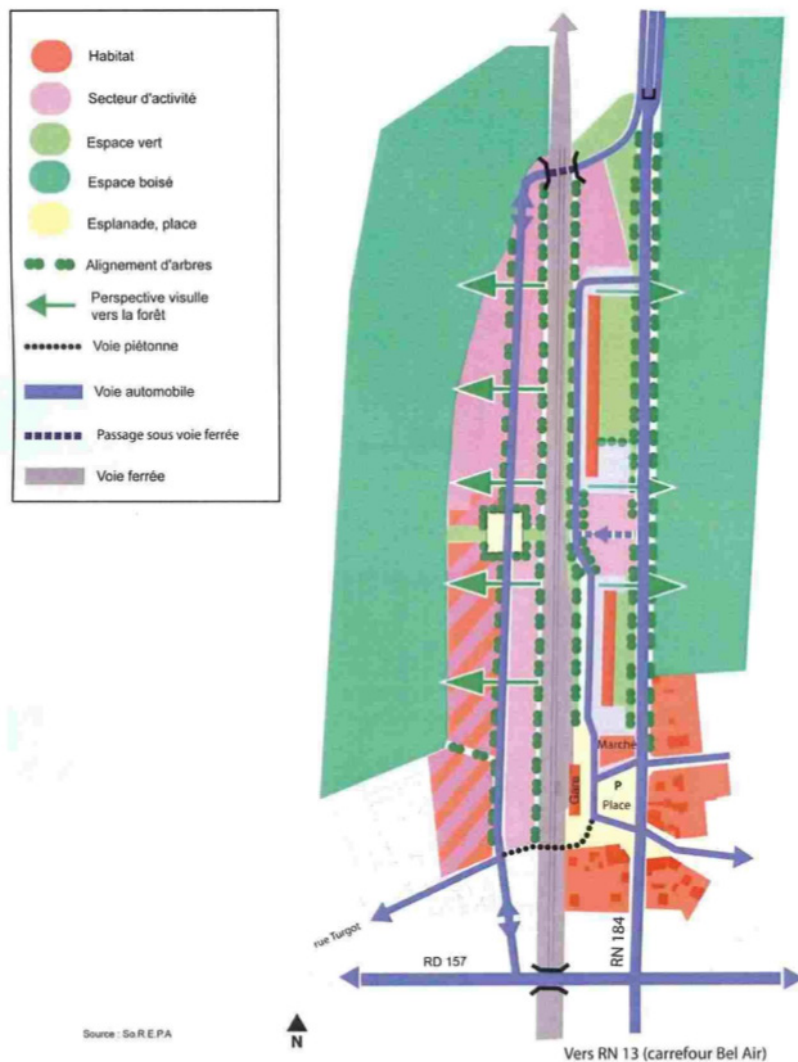 Habitat
Secteur d'activité
Espace vert
Espace boisé
Esplanade, place
Alignement d'arbres
Perspective visulle
vers la forêt
Voie piétonne
Voie automobile
Passage sous voie ferrée
Voie ferrée
Marché
Gare
P
Place
rue Turgot
RD 157
RN 184
Source : So.R.E.P.A
N
Vers RN 13 (carrefour Bel Air)